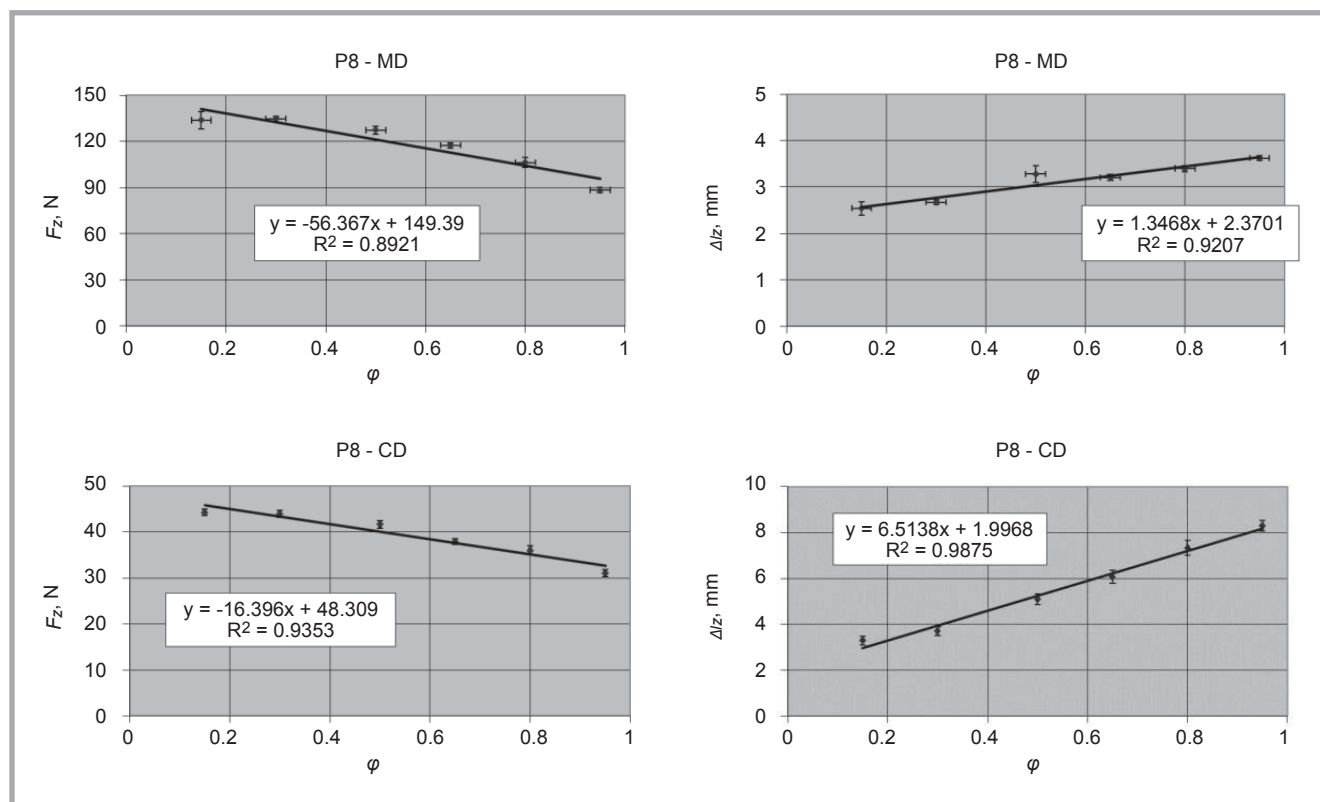 P8 - MD
150
120
90
60
30
0
Fz, N
y = -56.367x + 149.39
R² = 0.8921
0 0.2 0.4 0.6 0.8 1
φ
P8 - MD
5
4
3
2
1
0
Δlz, mm
y = 1.3468x + 2.3701
R² = 0.9207
0 0.2 0.4 0.6 0.8 1
φ
P8 - CD
50
40
30
20
10
0
Fz, N
y = -16.396x + 48.309
R² = 0.9353
0 0.2 0.4 0.6 0.8 1
φ
P8 - CD
10
8
6
4
2
0
Δlz, mm
y = 6.5138x + 1.9968
R² = 0.9875
0 0.2 0.4 0.6 0.8 1
φ